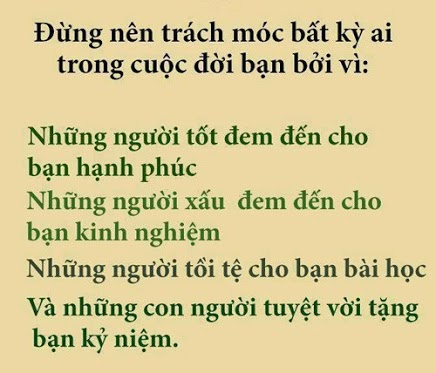 Đừng nên trách móc bất kỳ ai
trong cuộc đời bạn bởi vì:
Những người tốt đem đến cho
bạn hạnh phúc
Những người xấu đem đến cho
bạn kinh nghiệm
Những người tồi tệ cho bạn bài học
Và những con người tuyệt vời tặng
bạn kỷ niệm.